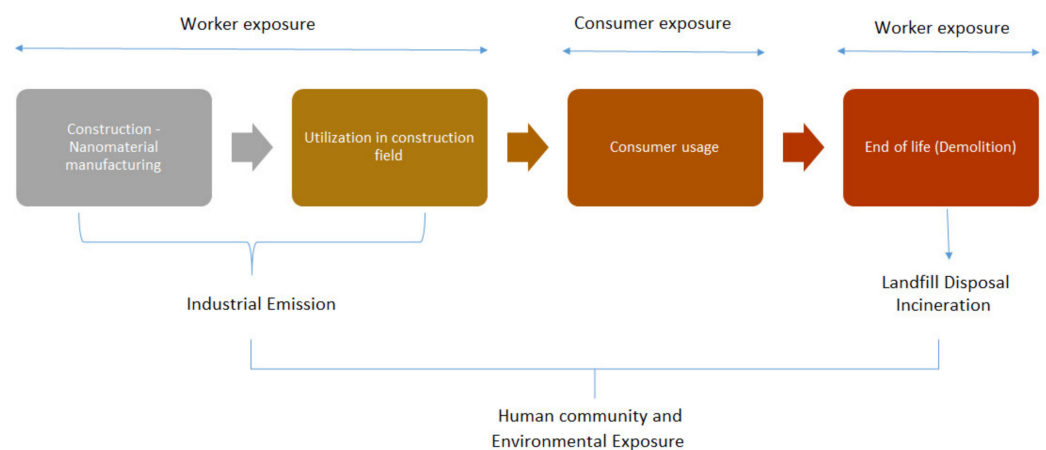 Worker exposure
Consumer exposure
Worker exposure
Construction -
Nanomaterial
manufacturing
Utilization in construction
field
Consumer usage
End of life (Demolition)
Industrial Emission
Landfill Disposal
Incineration
Human community and
Environmental Exposure